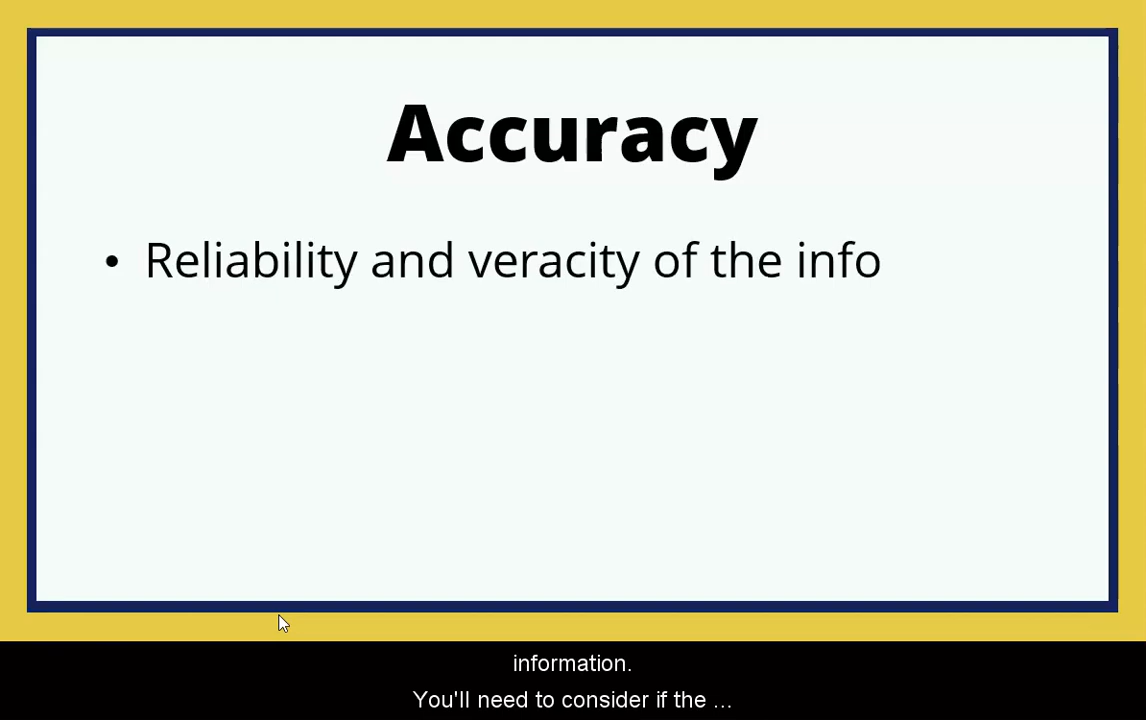 Accuracy
• Reliability and veracity of the info
information.
You'll need to consider if the ...